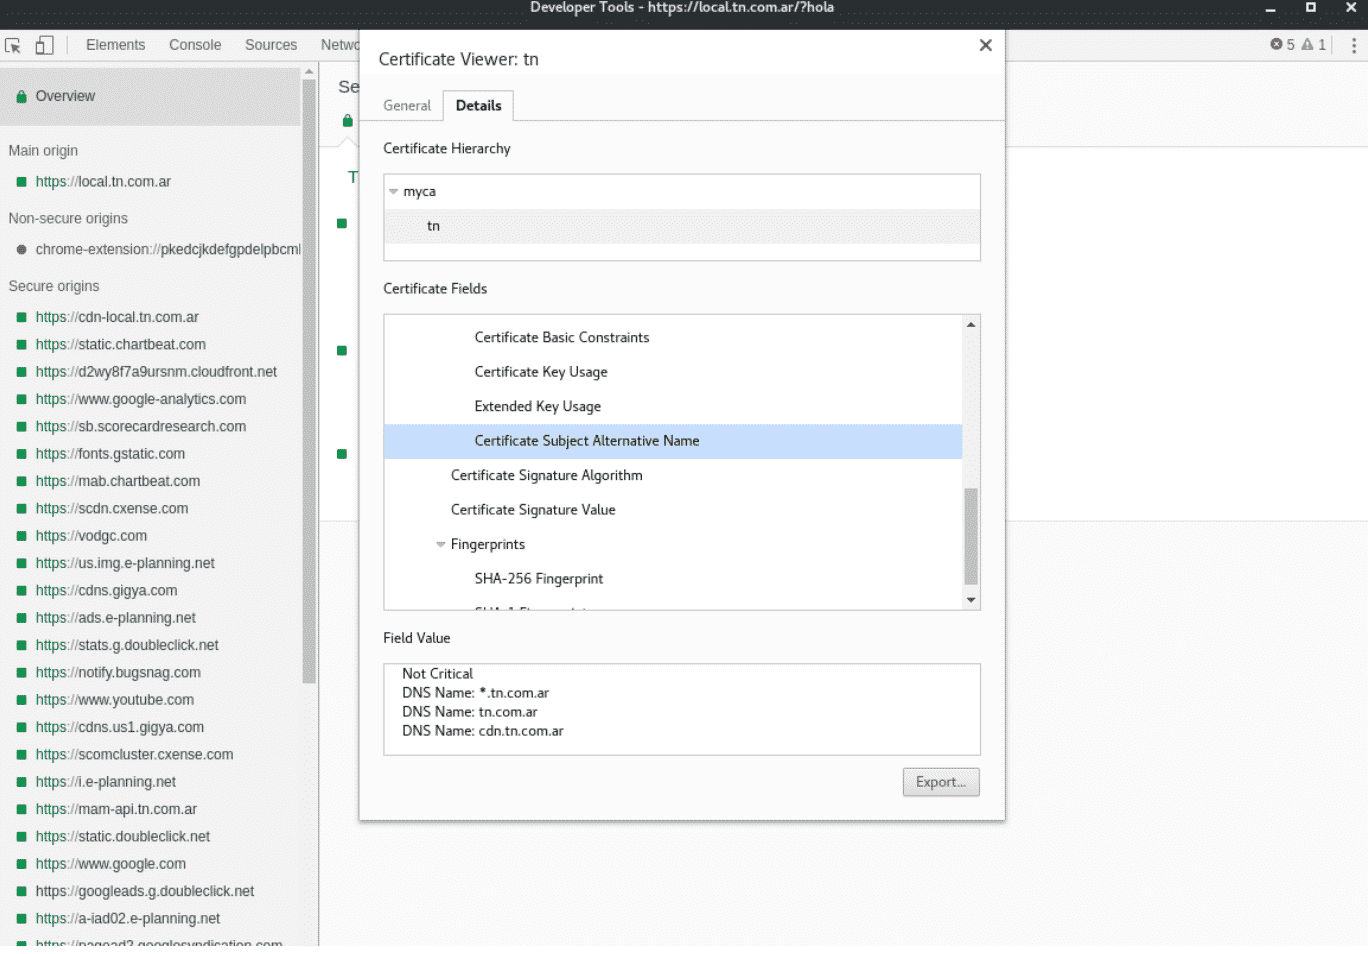 Developer Tools - https://local.tn.com.ar/?hola
Elements Console Sources Netwo
5 1
Overview
Main origin
https://local.tn.com.ar
Non-secure origins
chrome-extension://pkedcjkdefgpdelpbcml
Secure origins
https://cdn-local.tn.com.ar
https://static.chartbeat.com
https://d2wy8f7a9ursnm.cloudfront.net
https://www.google-analytics.com
https://sb.scorecardresearch.com
https://fonts.gstatic.com
https://mab.chartbeat.com
https://scdn.cxense.com
https://vodgc.com
https://us.img.e-planning.net
https://cdns.gigya.com
https://ads.e-planning.net
https://stats.g.doubleclick.net
https://notify.bugsnag.com
https://www.youtube.com
https://cdns.us1.gigya.com
https://scomcluster.cxense.com
https://i.e-planning.net
https://mam-api.tn.com.ar
https://static.doubleclick.net
https://www.google.com
https://googleads.g.doubleclick.net
https://a-iad02.e-planning.net
https://pagead2.googlesyndication.com
Se
T
Certificate Viewer: tn
General Details
Certificate Hierarchy
myca
tn
Certificate Fields
Certificate Basic Constraints
Certificate Key Usage
Extended Key Usage
Certificate Subject Alternative Name
Certificate Signature Algorithm
Certificate Signature Value
Fingerprints
SHA-256 Fingerprint
SHA-1 Fingerprint
Field Value
Not Critical
DNS Name: *.tn.com.ar
DNS Name: tn.com.ar
DNS Name: cdn.tn.com.ar
Export...